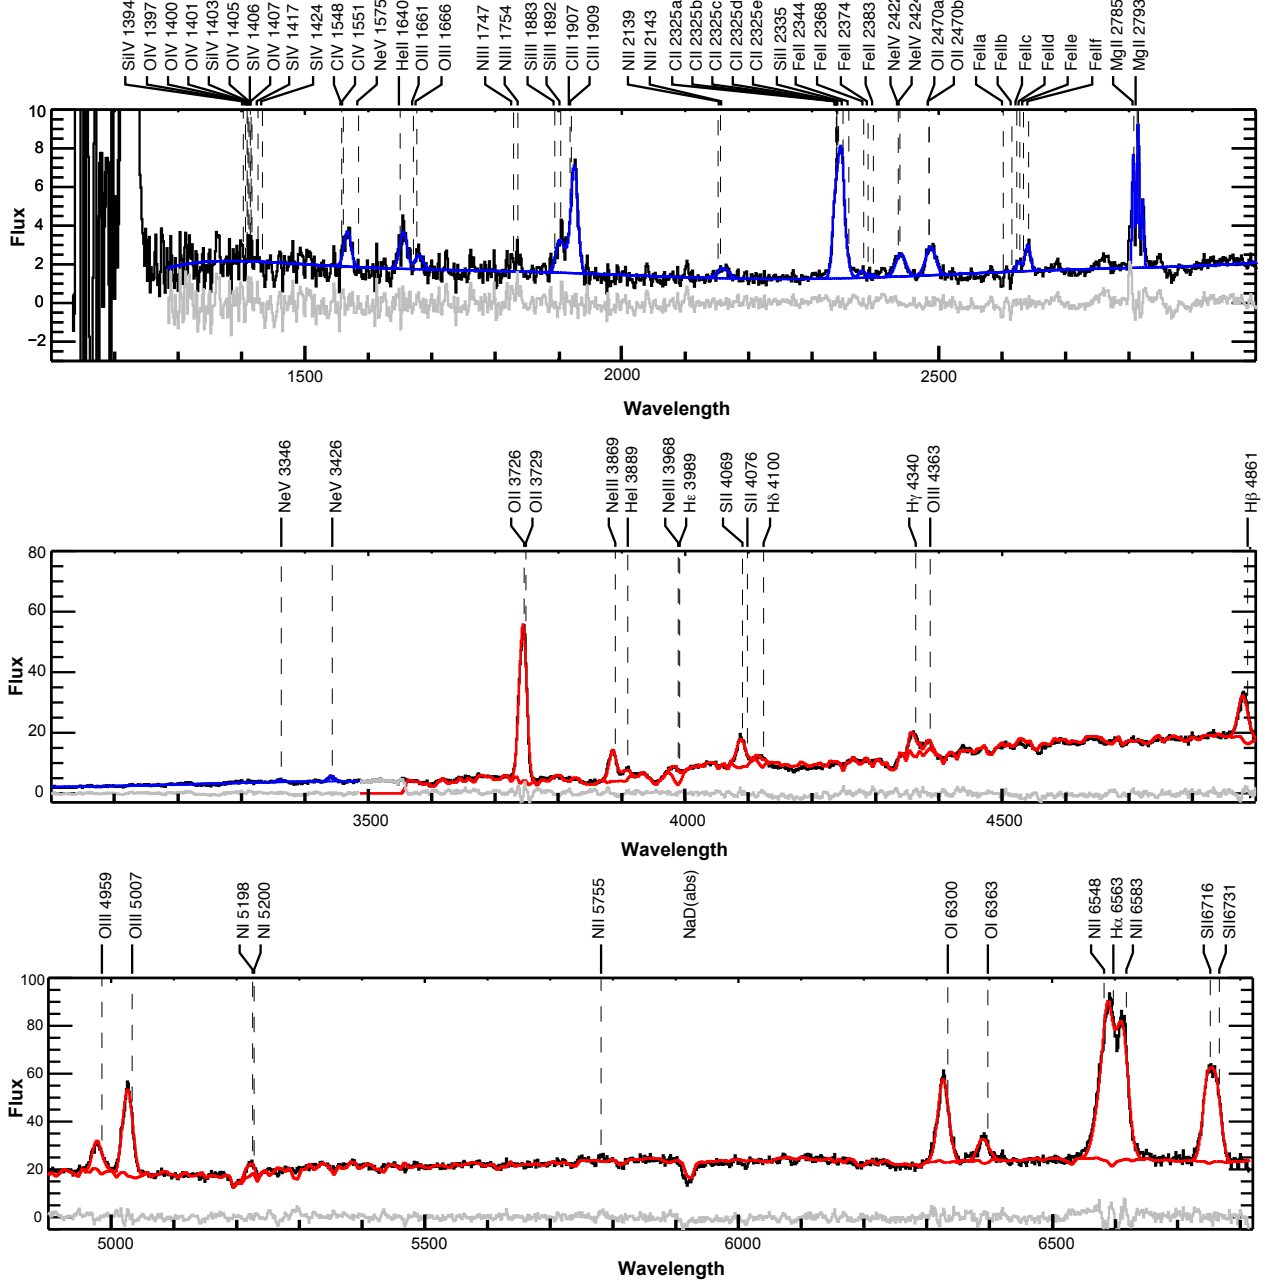 SiIV 1394
OIV 1397
OIV 1400
OIV 1401
SiIV 1403
OIV 1405
SIV 1406
OIV 1407
SIV 1417
SIV 1424
CIV 1548
CIV 1551
NeV 1575
HeII 1640
OIII 1661
OIII 1666
NIII 1747
NIII 1754
SiIII 1883
SiIII 1892
CIII 1907
CIII 1909
NII 2139
NII 2143
CII 2325a
CII 2325b
CII 2325c
CII 2325d
CII 2325e
SiII 2335
FeII 2344
FeII 2368
FeII 2374
FeII 2383
NeIV 2422
NeIV 2424
OII 2470a
OII 2470b
FeIIa
FeIIb
FeIIc
FeIId
FeIIe
FeIIf
MgII 2785
MgII 2793
10
8
6
4
2
0
−2
Flux
1500
2000
2500
Wavelength
NeV 3346
NeV 3426
OII 3726
OII 3729
NeIII 3869
HeI 3889
NeIII 3968
Hε 3989
SII 4069
SII 4076
Hδ 4100
Hγ 4340
OIII 4363
Hβ 4861
80
60
40
20
0
Flux
3500
4000
4500
Wavelength
OIII 4959
OIII 5007
NI 5198
NI 5200
NII 5755
NaD(abs)
OI 6300
OI 6363
NII 6548
Hα 6563
NII 6583
SII6716
SII6731
100
80
60
40
20
0
Flux
5000
5500
6000
6500
Wavelength